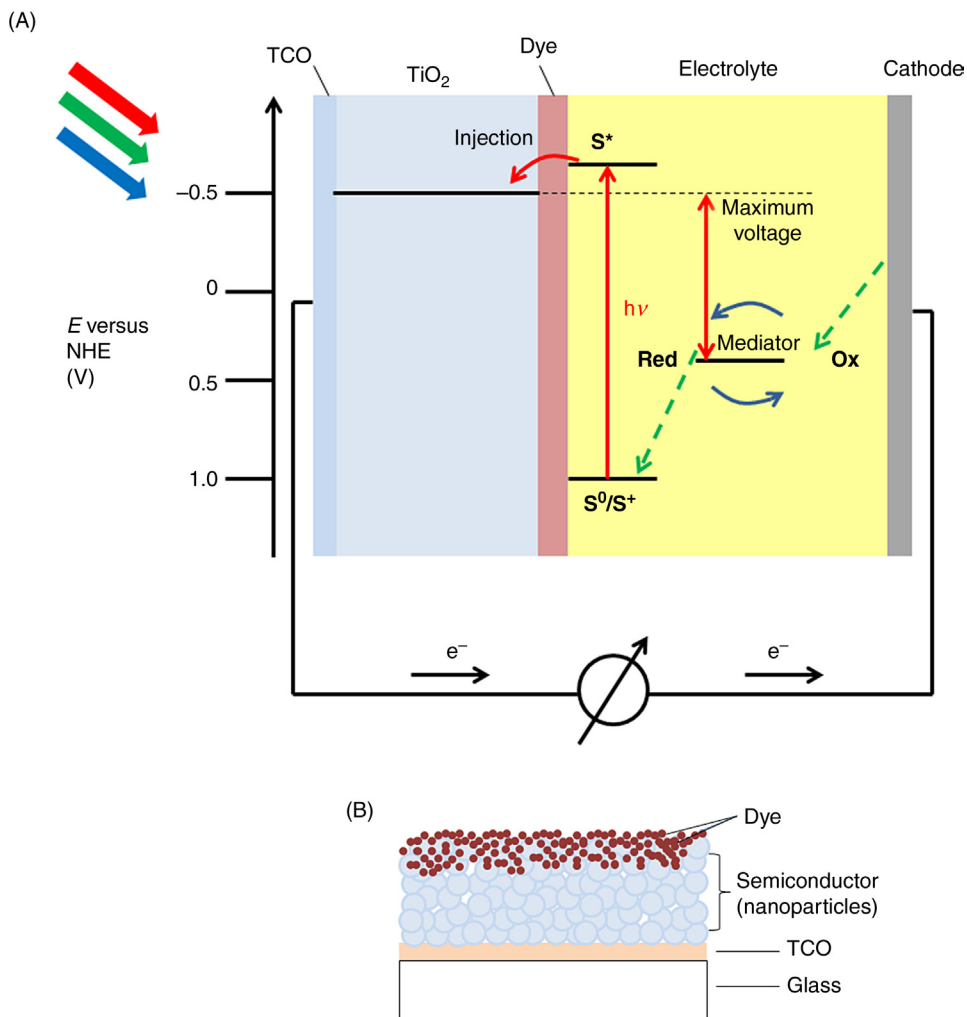 (A)
TCO
TiO₂
Dye
Electrolyte
Cathode
Injection
S*
–0.5
Maximum
voltage
0
hν
E versus
NHE
(V)
Mediator
Red
Ox
0.5
1.0
S⁰/S⁺
e⁻
e⁻
(B)
Dye
Semiconductor
(nanoparticles)
TCO
Glass